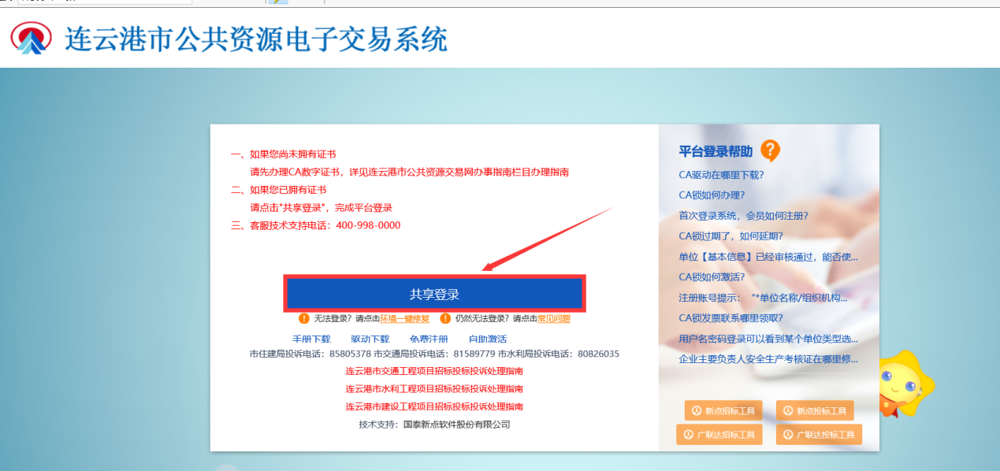 连云港市公共资源电子交易系统
一、如果您尚未拥有证书
请先办理CA数字证书，详见连云港市公共资源交易网办事指南栏目办理指南
二、如果您已拥有证书
请点击"共享登录"，完成平台登录
三、客服技术支持电话：400-998-0000
共享登录
无法登录？请点击环境一键修复 仍然无法登录？请点击常见问题
手册下载 驱动下载 免费注册 自助激活
市住建局投诉电话：85805378 市交通局投诉电话：81589779 市水利局投诉电话：80826035
连云港市交通工程项目招标投标投诉处理指南
连云港市水利工程项目招标投标投诉处理指南
连云港市建设工程项目招标投标投诉处理指南
技术支持：国泰新点软件股份有限公司
平台登录帮助
CA驱动在哪里下载？
CA锁如何办理？
首次登录系统，会员如何注册？
CA锁过期了，如何延期？
单位【基本信息】已经审核通过，能否使...
CA锁如何激活？
注册账号提示：“*单位名称/组织机构...
CA锁发票联系哪里领取？
用户名密码登录可以看到某个单位类型选...
企业主要负责人安全生产考核证在哪里修...
新点招标工具 新点投标工具
广联达招标工具 广联达投标工具